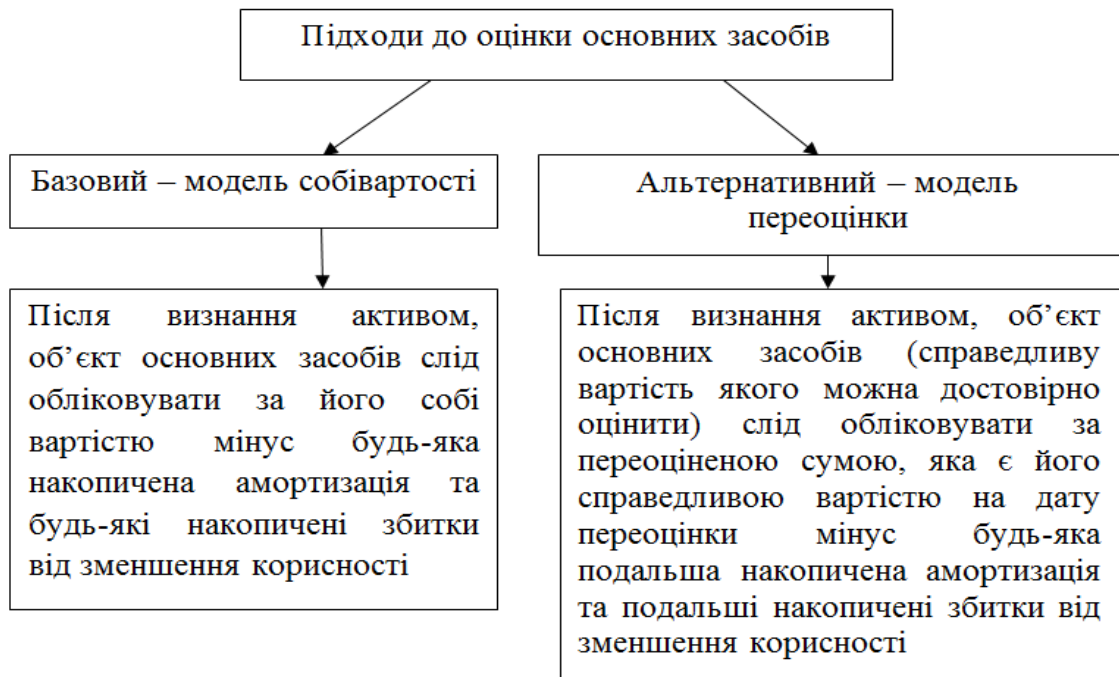 Підходи до оцінки основних засобів
Базовий – модель собівартості
Альтернативний – модель
переоцінки
Після визнання активом,
об’єкт основних засобів слід
обліковувати за його собі
вартістю мінус будь-яка
накопичена амортизація та
будь-які накопичені збитки
від зменшення корисності
Після визнання активом, об’єкт
основних засобів (справедливу
вартість якого можна достовірно
оцінити) слід обліковувати за
переоціненою сумою, яка є його
справедливою вартістю на дату
переоцінки мінус будь-яка
подальша накопичена амортизація
та подальші накопичені збитки від
зменшення корисності